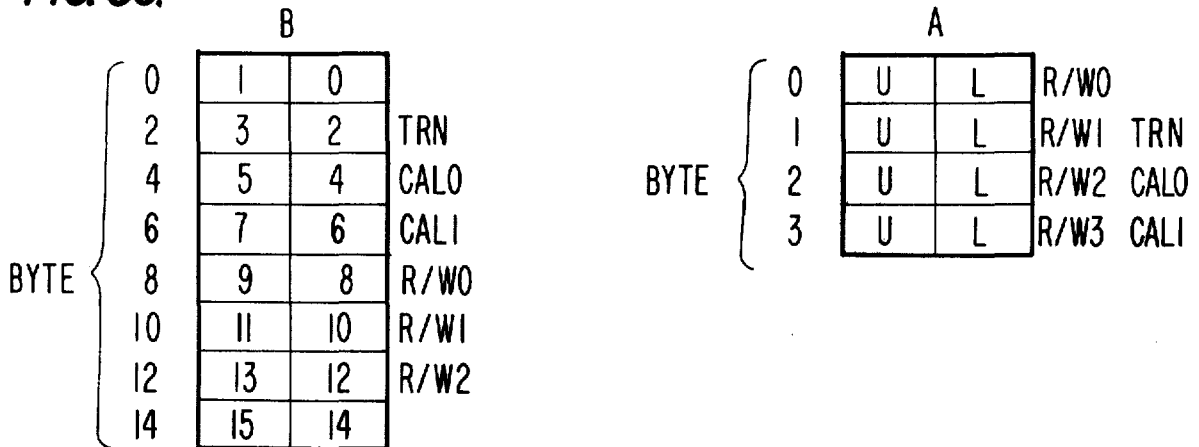 B
0 1 0
2 3 2 TRN
4 5 4 CAL0
6 7 6 CAL1
BYTE 8 9 8 R/W0
10 11 10 R/W1
12 13 12 R/W2
14 15 14
A
0 U L R/W0
1 U L R/W1 TRN
BYTE 2 U L R/W2 CAL0
3 U L R/W3 CAL1